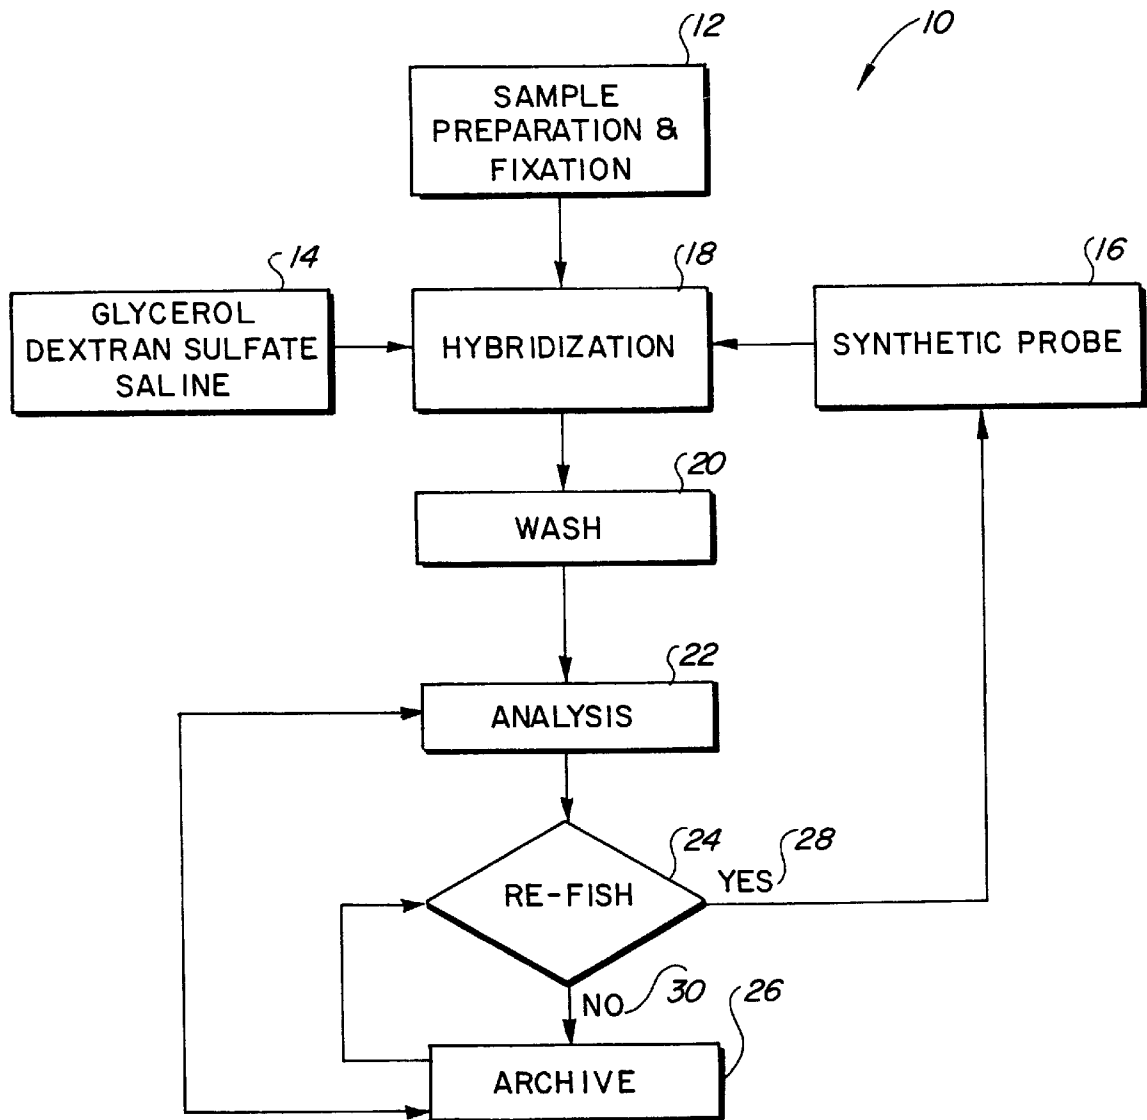 12
10
SAMPLE
PREPARATION &
FIXATION
14
18
16
GLYCEROL
DEXTRAN SULFATE
SALINE
HYBRIDIZATION
SYNTHETIC PROBE
20
WASH
22
ANALYSIS
24
28
RE-FISH
YES
30
NO
26
ARCHIVE